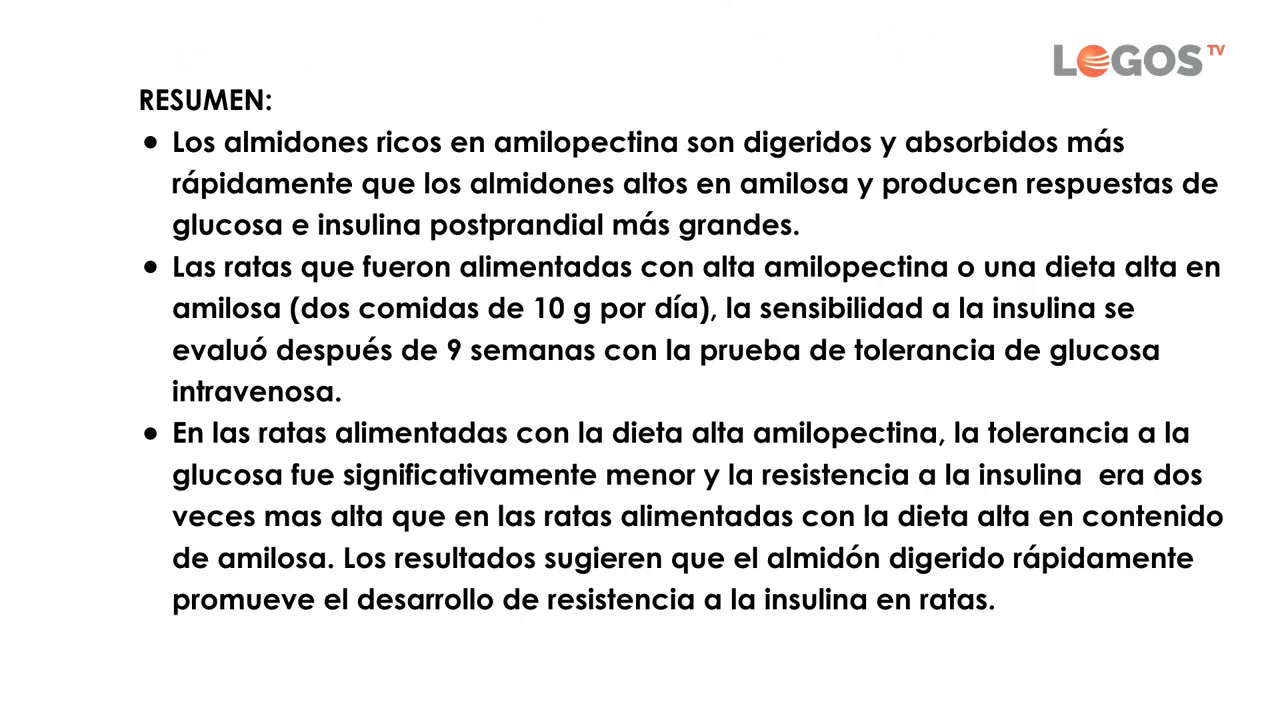 LOGOS TV
RESUMEN:
• Los almidones ricos en amilopectina son digeridos y absorbidos más
rápidamente que los almidones altos en amilosa y producen respuestas de
glucosa e insulina postprandial más grandes.
• Las ratas que fueron alimentadas con alta amilopectina o una dieta alta en
amilosa (dos comidas de 10 g por día), la sensibilidad a la insulina se
evaluó después de 9 semanas con la prueba de tolerancia de glucosa
intravenosa.
• En las ratas alimentadas con la dieta alta amilopectina, la tolerancia a la
glucosa fue significativamente menor y la resistencia a la insulina  era dos
veces mas alta que en las ratas alimentadas con la dieta alta en contenido
de amilosa. Los resultados sugieren que el almidón digerido rápidamente
promueve el desarrollo de resistencia a la insulina en ratas.